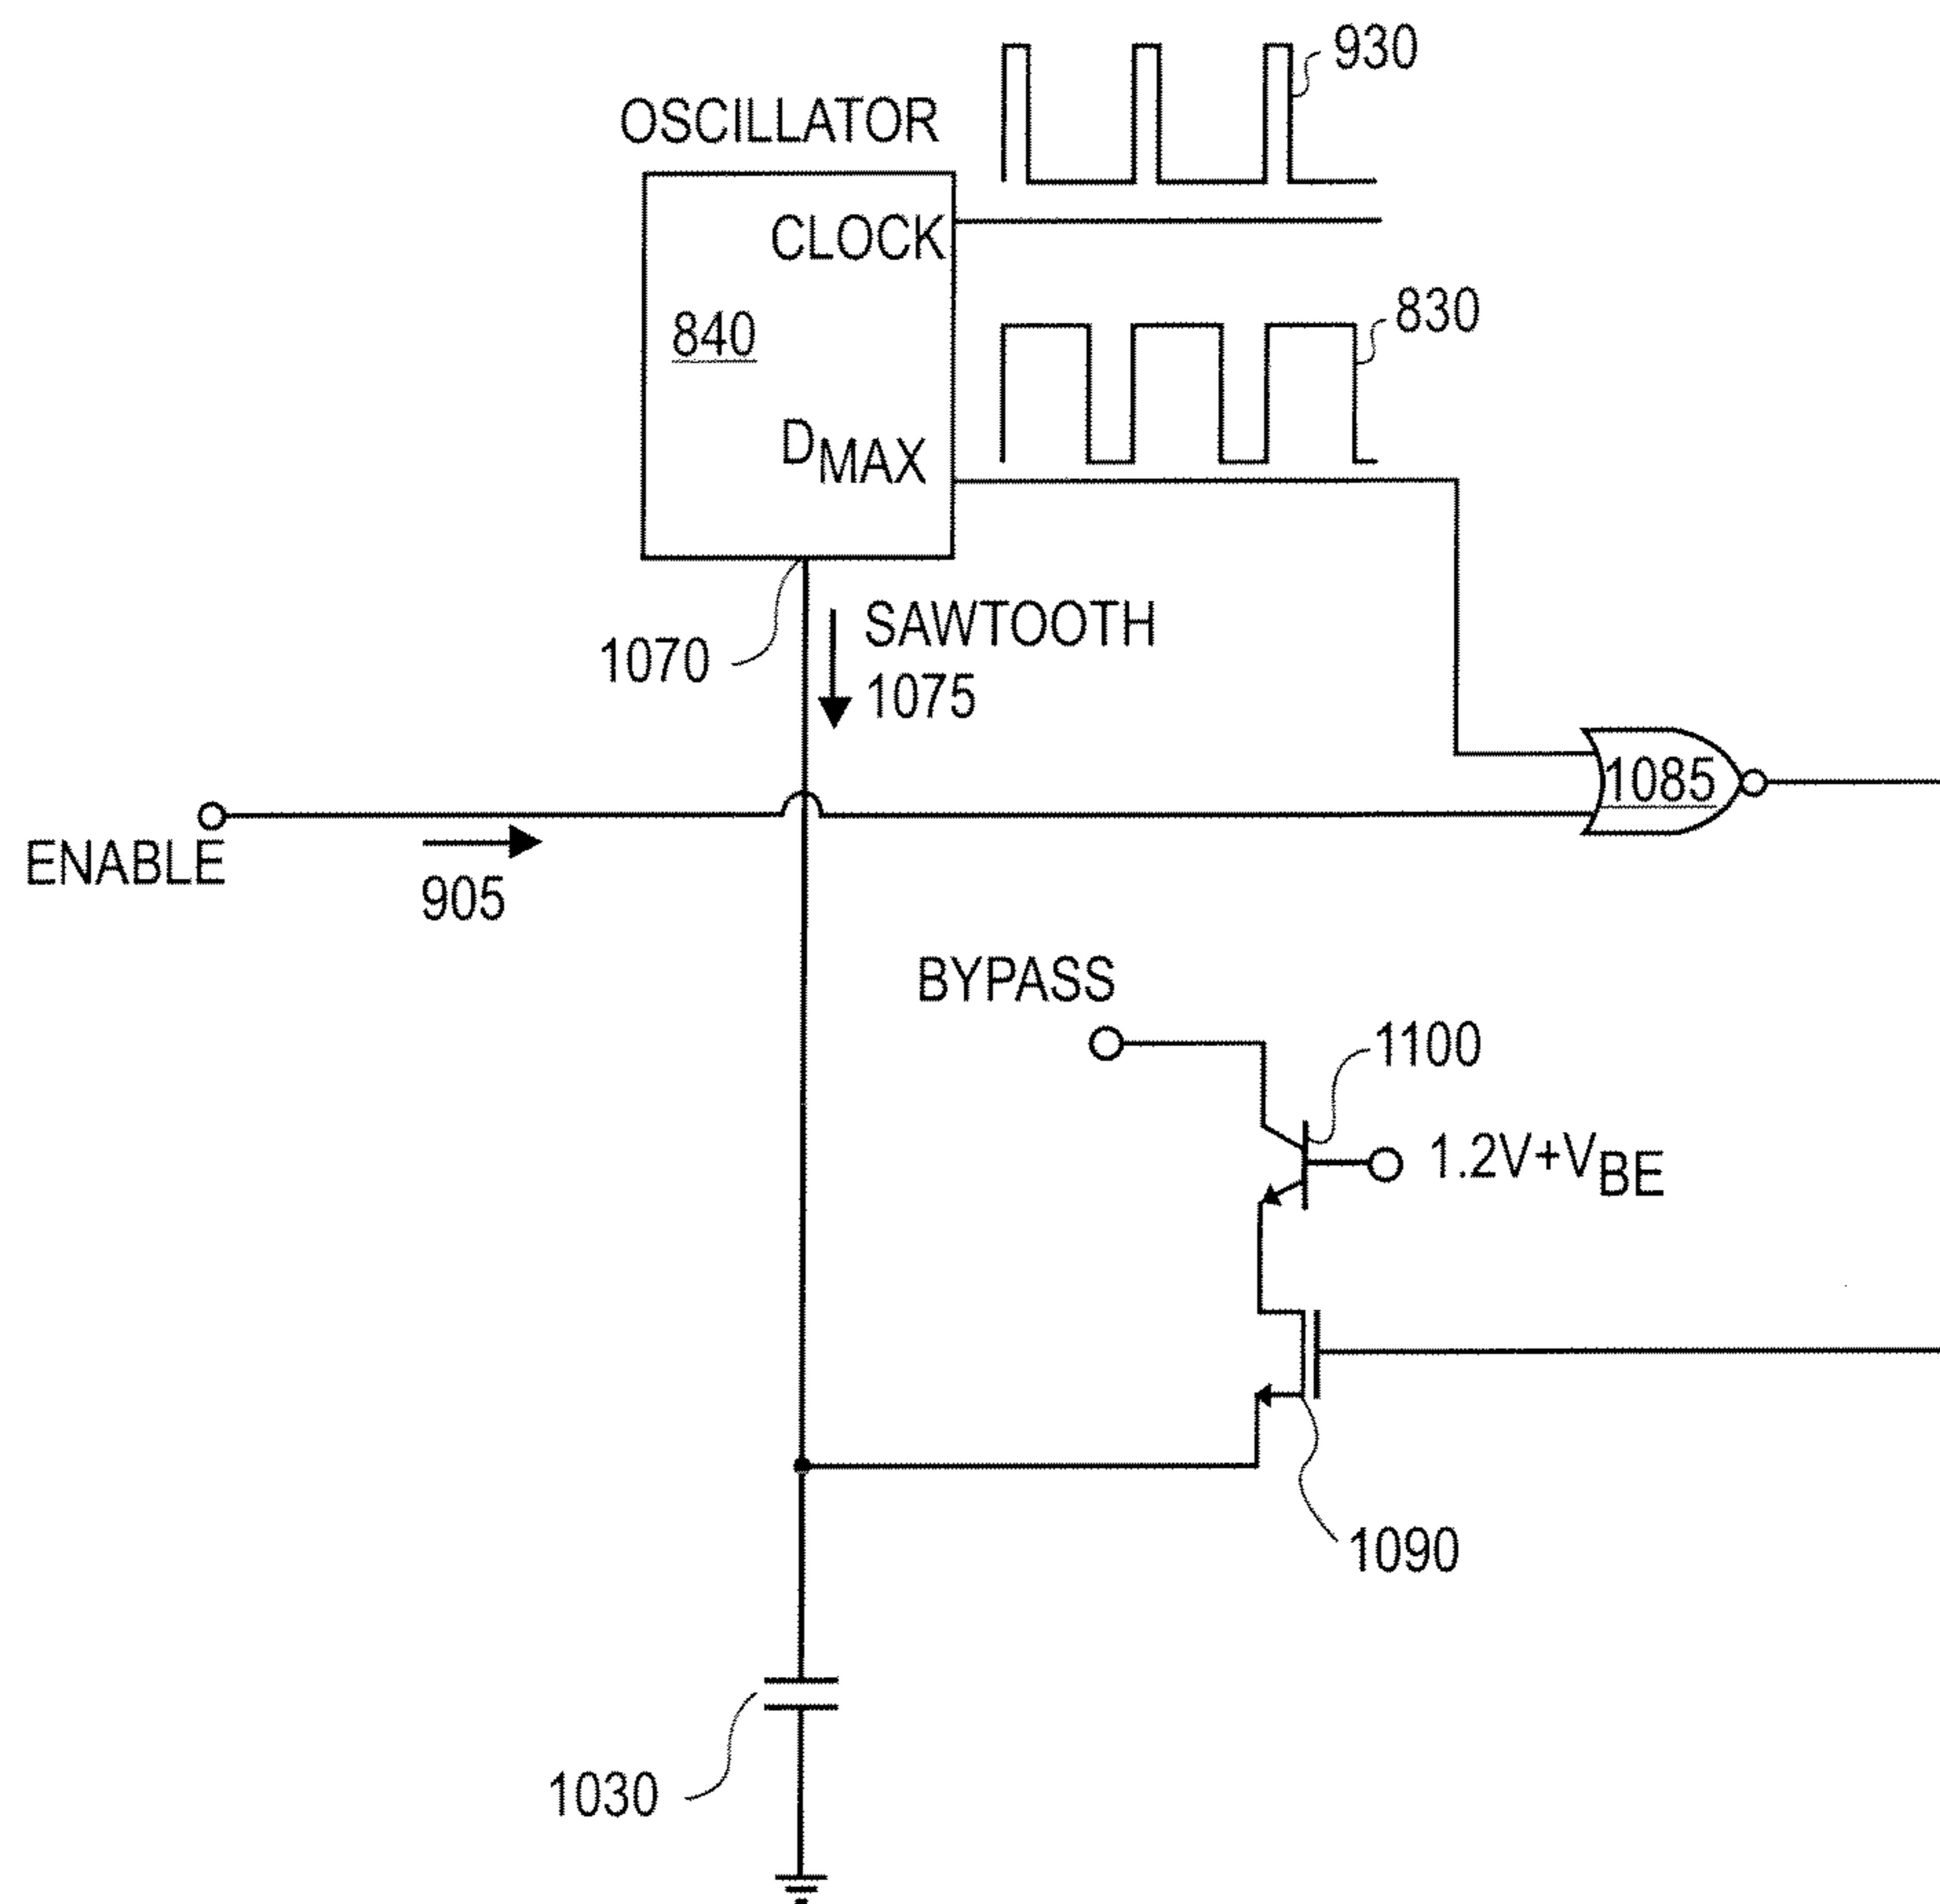 930
OSCILLATOR
CLOCK
840
830
DMAX
SAWTOOTH
1070
1075
1085
ENABLE
905
BYPASS
1100
1.2V+VBE
1090
1030